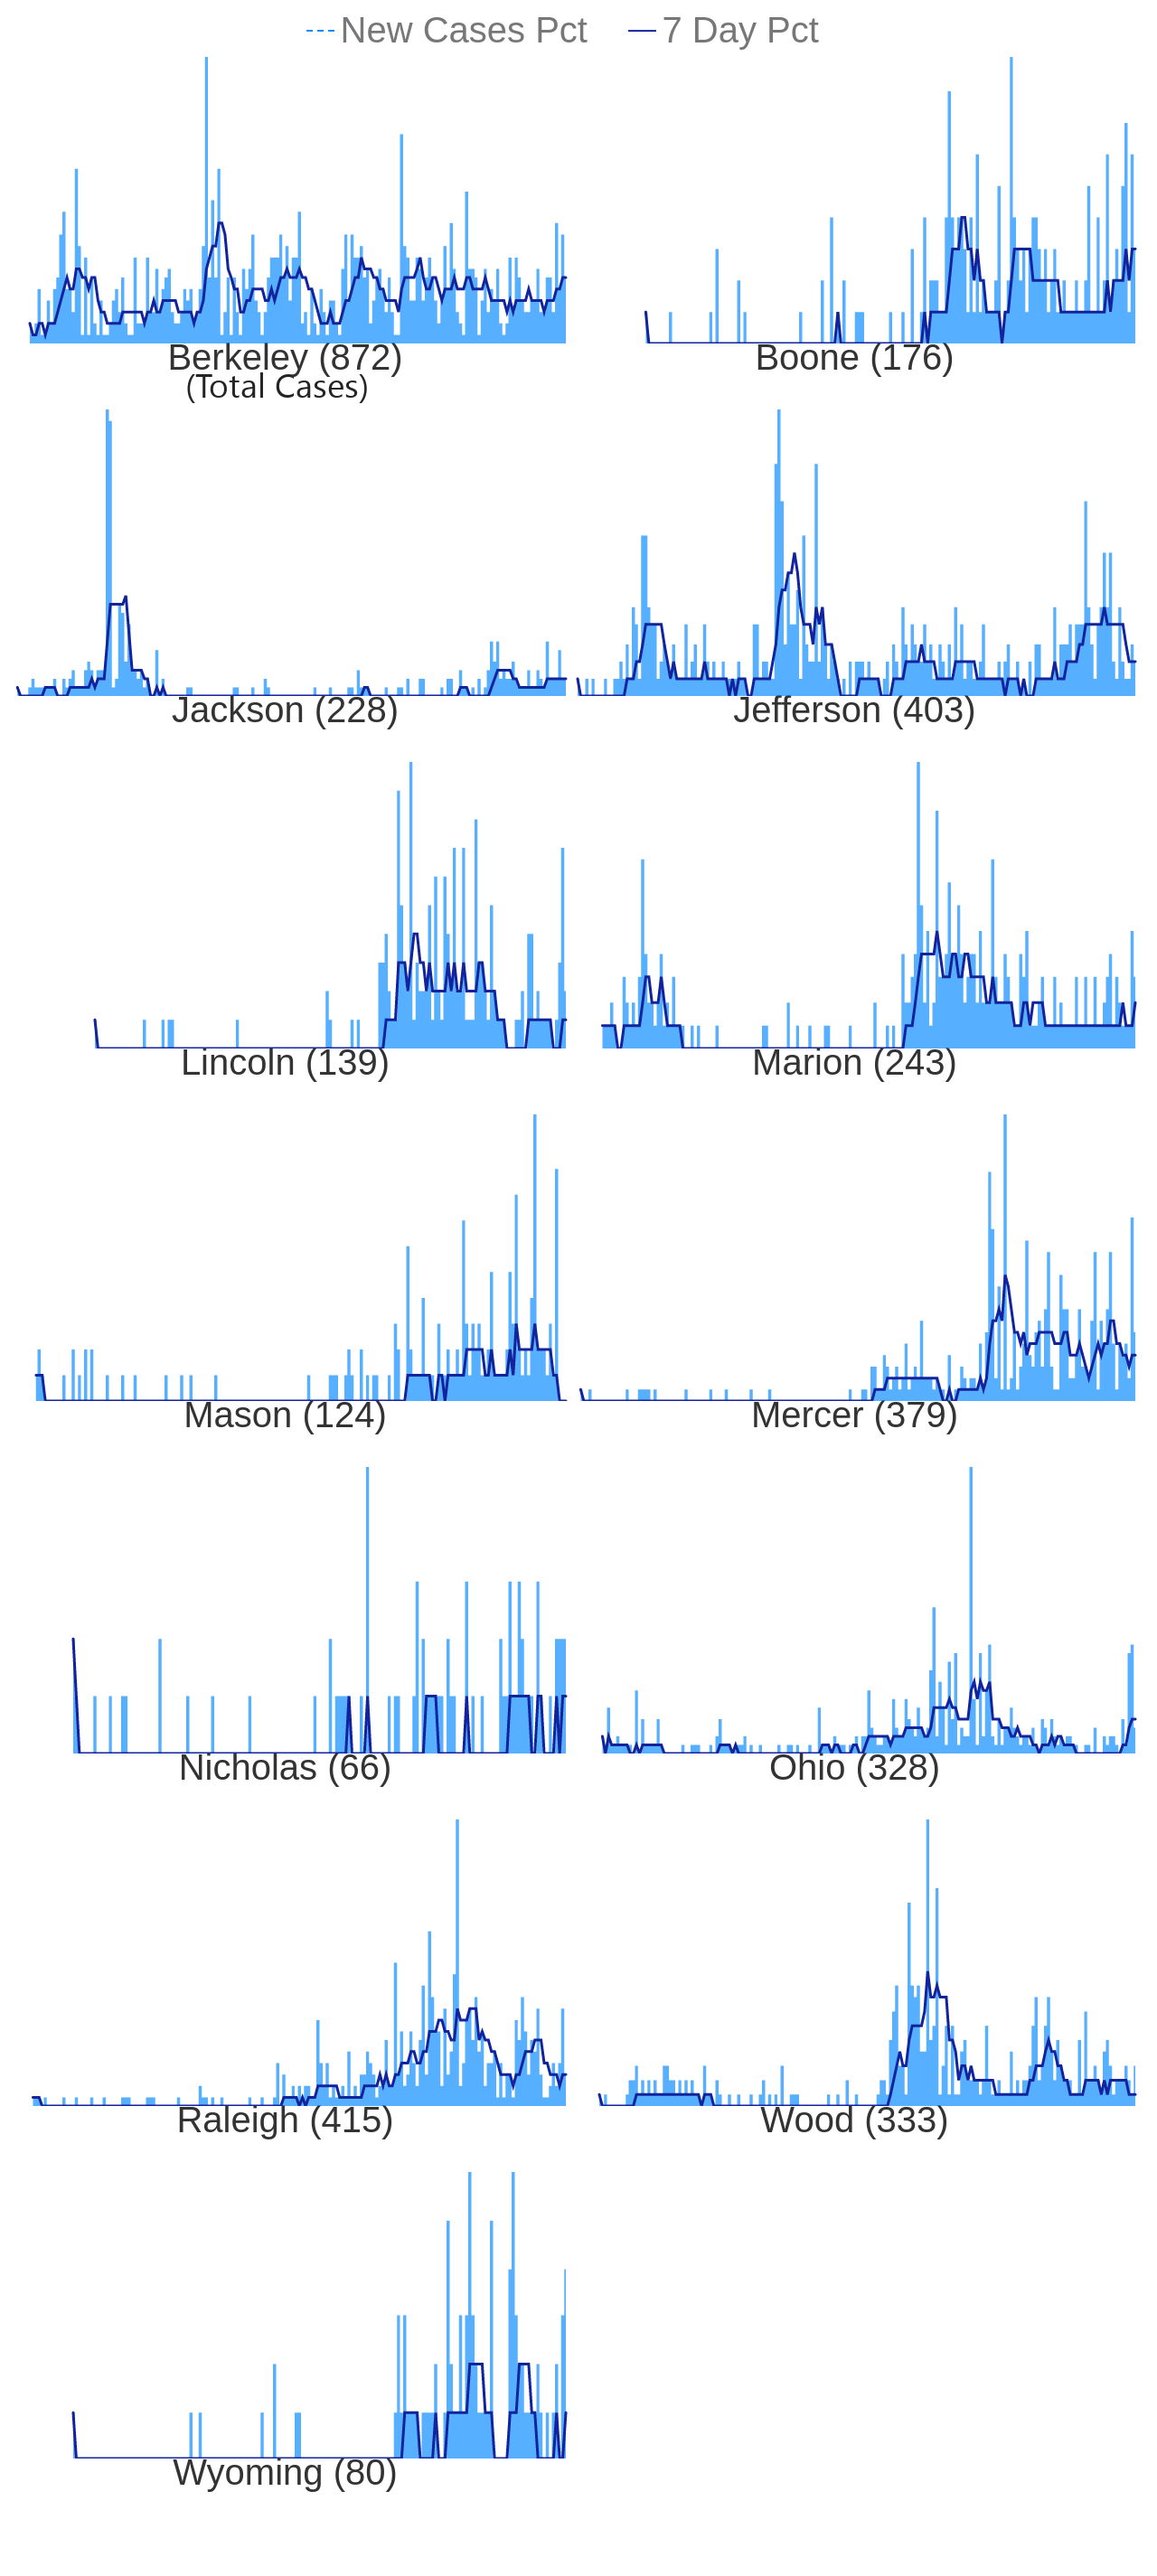 New Cases Pct 7 Day Pct
Berkeley (872) Boone (176)
(Total Cases)
Jackson (228) Jefferson (403)
Lincoln (139) Marion (243)
Mason (124) Mercer (379)
Nicholas (66) Ohio (328)
Raleigh (415) Wood (333)
Wyoming (80)